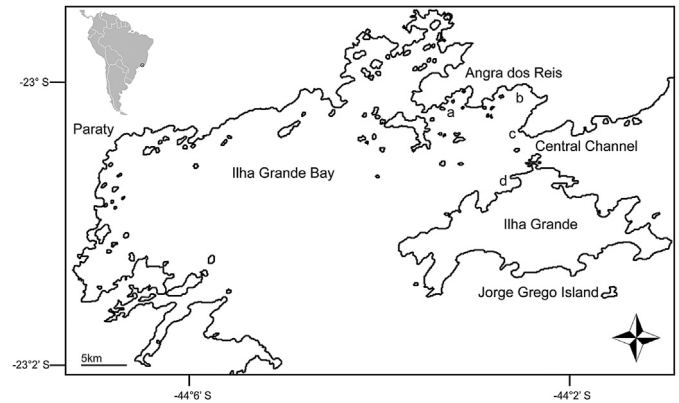 -23° S
Angra dos Reis
b
a
Paraty
c
Central Channel
Ilha Grande Bay
d
Ilha Grande
Jorge Grego Island
5km
-23°2' S
-44°6' S
-44°2' S